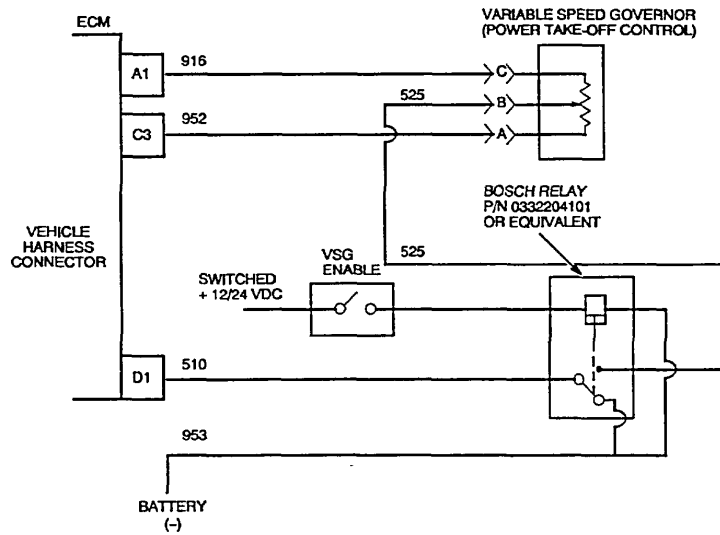 ECM
VARIABLE SPEED GOVERNOR
(POWER TAKE-OFF CONTROL)
A1
916
C
525
B
C3
952
A
BOSCH RELAY
P/N 0332204101
OR EQUIVALENT
VEHICLE
HARNESS
CONNECTOR
VSG
ENABLE
525
SWITCHED
+ 12/24 VDC
D1
510
953
BATTERY
(-)